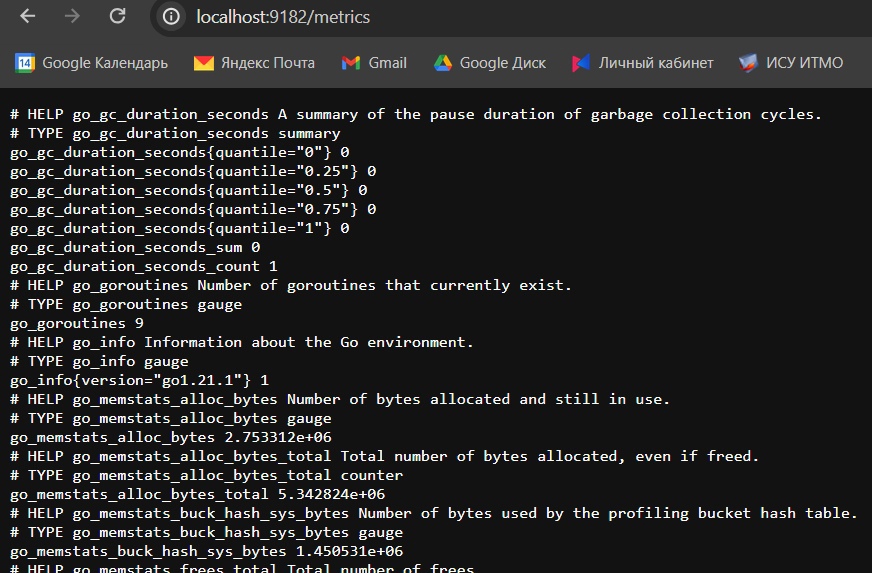 localhost:9182/metrics
14 Google Календарь Яндекс Почта Gmail Google Диск Личный кабинет ИСУ ИТМО
# HELP go_gc_duration_seconds A summary of the pause duration of garbage collection cycles.
# TYPE go_gc_duration_seconds summary
go_gc_duration_seconds{quantile="0"} 0
go_gc_duration_seconds{quantile="0.25"} 0
go_gc_duration_seconds{quantile="0.5"} 0
go_gc_duration_seconds{quantile="0.75"} 0
go_gc_duration_seconds{quantile="1"} 0
go_gc_duration_seconds_sum 0
go_gc_duration_seconds_count 1
# HELP go_goroutines Number of goroutines that currently exist.
# TYPE go_goroutines gauge
go_goroutines 9
# HELP go_info Information about the Go environment.
# TYPE go_info gauge
go_info{version="go1.21.1"} 1
# HELP go_memstats_alloc_bytes Number of bytes allocated and still in use.
# TYPE go_memstats_alloc_bytes gauge
go_memstats_alloc_bytes 2.753312e+06
# HELP go_memstats_alloc_bytes_total Total number of bytes allocated, even if freed.
# TYPE go_memstats_alloc_bytes_total counter
go_memstats_alloc_bytes_total 5.342824e+06
# HELP go_memstats_buck_hash_sys_bytes Number of bytes used by the profiling bucket hash table.
# TYPE go_memstats_buck_hash_sys_bytes gauge
go_memstats_buck_hash_sys_bytes 1.450531e+06
# HELP go_memstats_frees_total Total number of frees